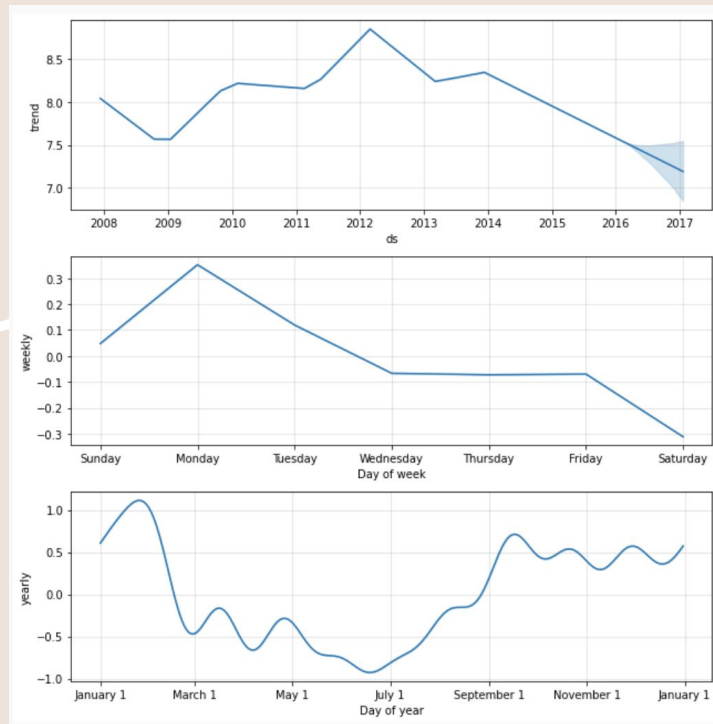 8.5
8.0
7.5
7.0
trend
2008 2009 2010 2011 2012 2013 2014 2015 2016 2017
ds
0.3
0.2
0.1
0.0
−0.1
−0.2
−0.3
weekly
Sunday Monday Tuesday Wednesday Thursday Friday Saturday
Day of week
1.0
0.5
0.0
−0.5
−1.0
yearly
January 1 March 1 May 1 July 1 September 1 November 1 January 1
Day of year